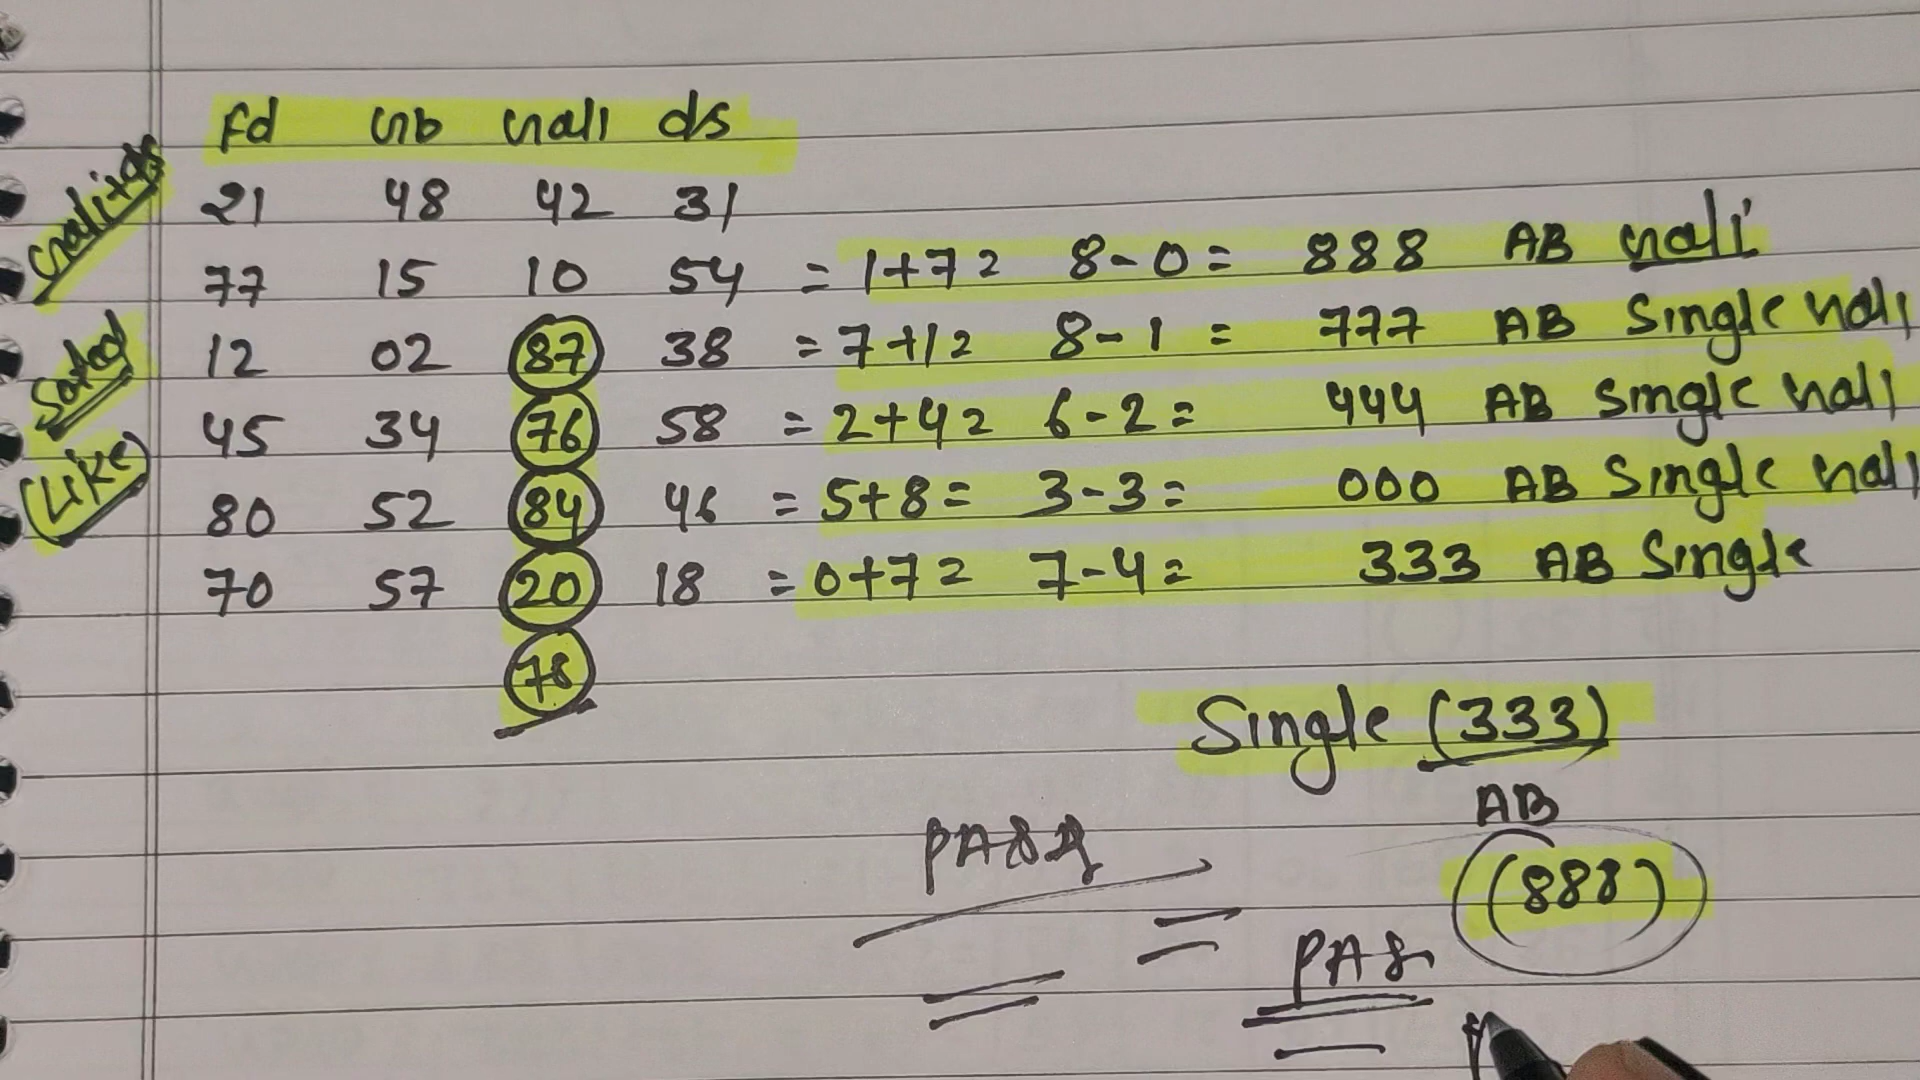 Fd Gb Gali ds
21 48 42 31
77 15 10 54 = 1+7= 8-0= 888 AB Gali
12 02 87 38 = 7+1= 8-1= 777 AB Single Gali
45 34 76 58 = 2+4= 6-2= 444 AB Single Gali
80 52 84 46 = 5+8= 3-3= 000 AB Single Gali
70 57 20 18 = 0+7= 7-4= 333 AB Single
78
Single (333)
AB
(888)
PAS
Like